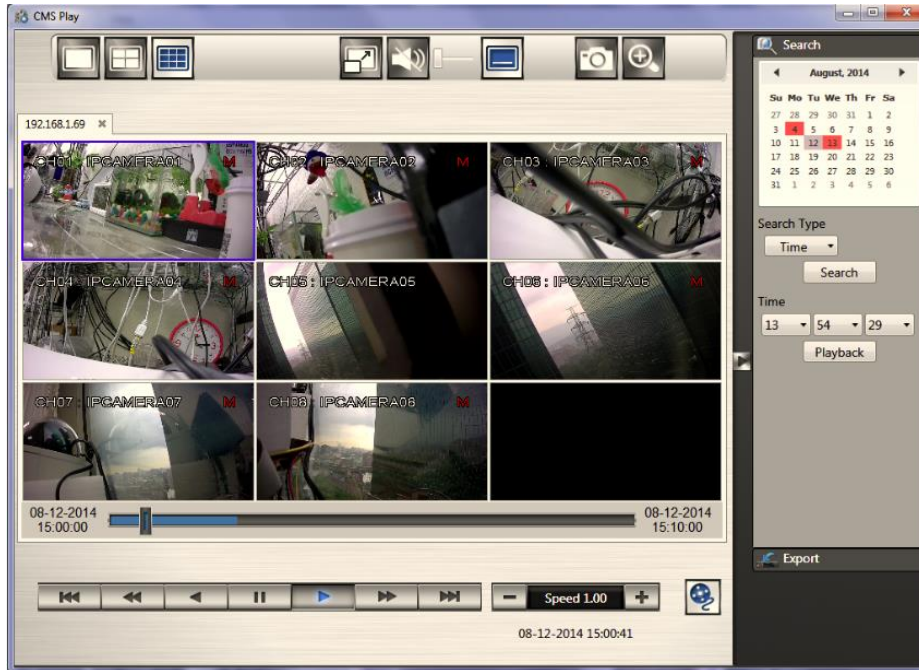 CMS Play
192.168.1.69
CH01 : IPCAMERA01 M
CH02 : IPCAMERA02 M
CH03 : IPCAMERA03 M
CH04 : IPCAMERA04 M
CH05 : IPCAMERA05
CH06 : IPCAMERA06 M
CH07 : IPCAMERA07 M
CH08 : IPCAMERA08 M
08-12-2014
15:00:00
08-12-2014
15:10:00
Speed 1.00
08-12-2014 15:00:41
Search
August, 2014
Su Mo Tu We Th Fr Sa
27 28 29 30 31 1 2
3 4 5 6 7 8 9
10 11 12 13 14 15 16
17 18 19 20 21 22 23
24 25 26 27 28 29 30
31 1 2 3 4 5 6
Search Type
Time
Search
Time
13 54 29
Playback
Export